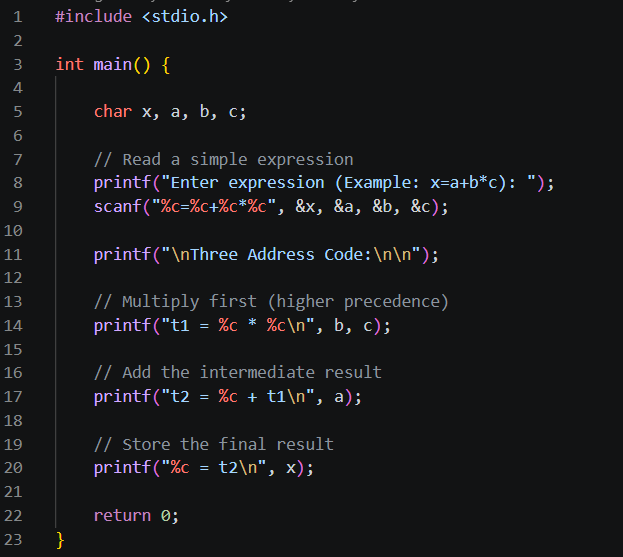 1 #include <stdio.h>
2
3 int main() {
4
5 char x, a, b, c;
6
7 // Read a simple expression
8 printf("Enter expression (Example: x=a+b*c): ");
9 scanf("%c=%c+%c*%c", &x, &a, &b, &c);
10
11 printf("\nThree Address Code:\n\n");
12
13 // Multiply first (higher precedence)
14 printf("t1 = %c * %c\n", b, c);
15
16 // Add the intermediate result
17 printf("t2 = %c + t1\n", a);
18
19 // Store the final result
20 printf("%c = t2\n", x);
21
22 return 0;
23 }